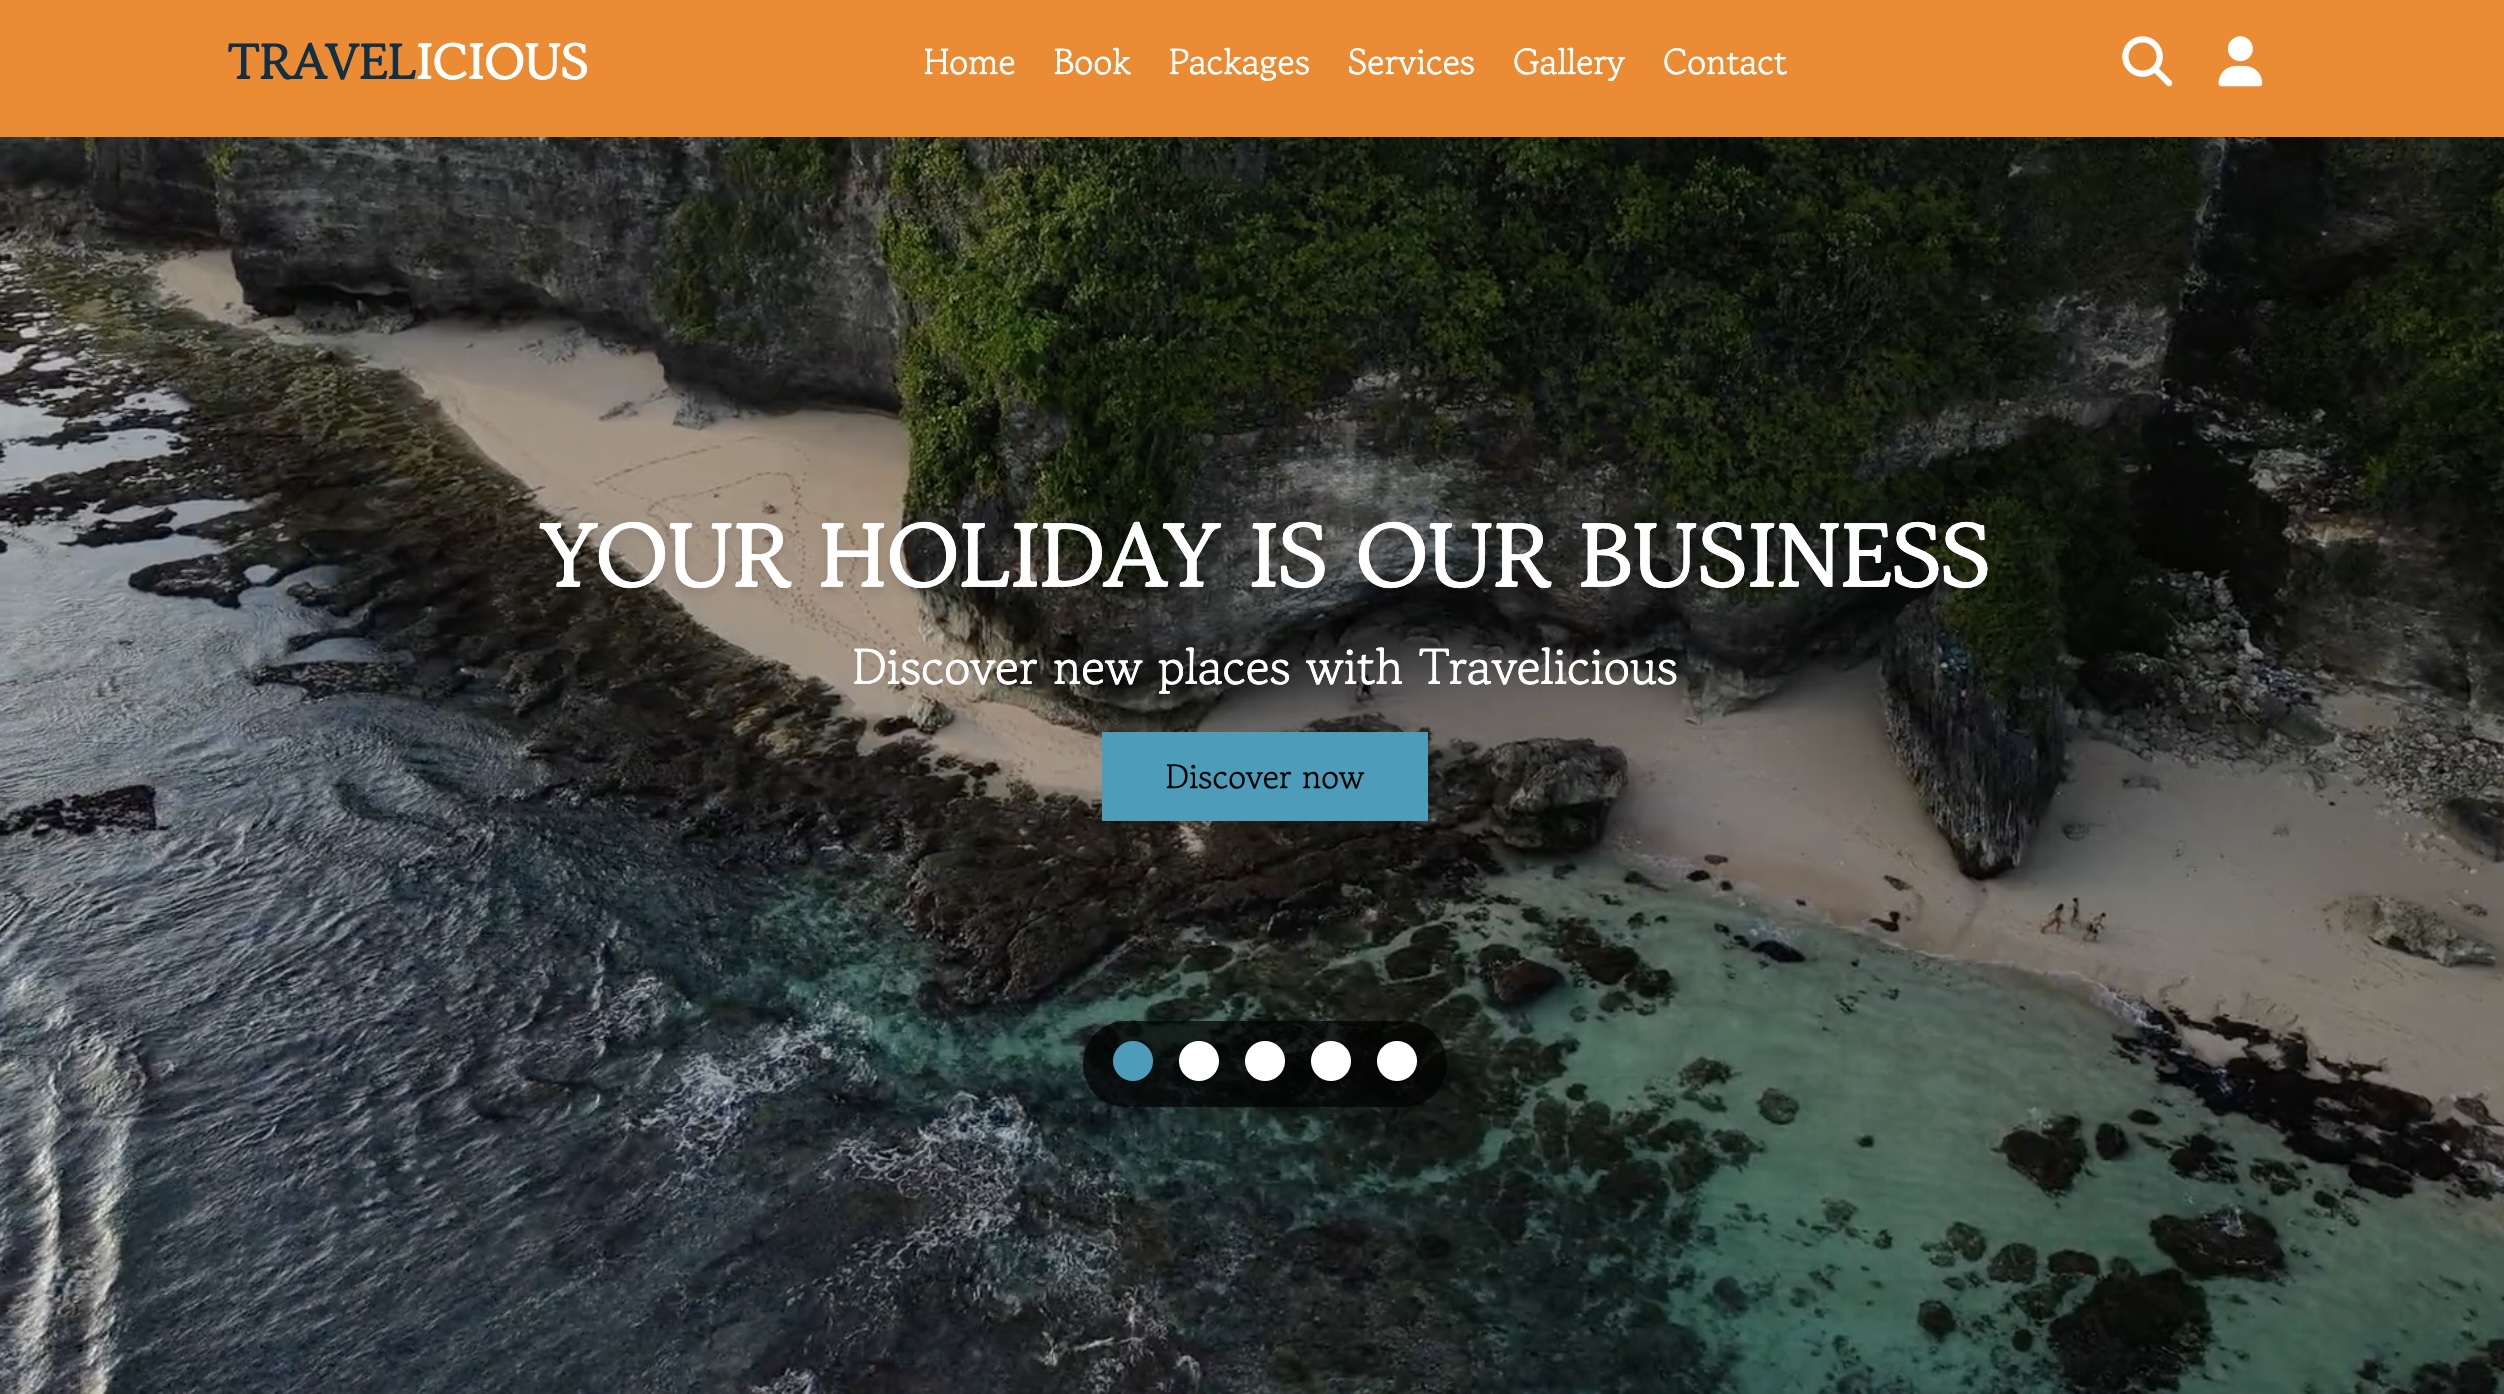 TRAVELICIOUS
Home Book Packages Services Gallery Contact
YOUR HOLIDAY IS OUR BUSINESS
Discover new places with Travelicious
Discover now